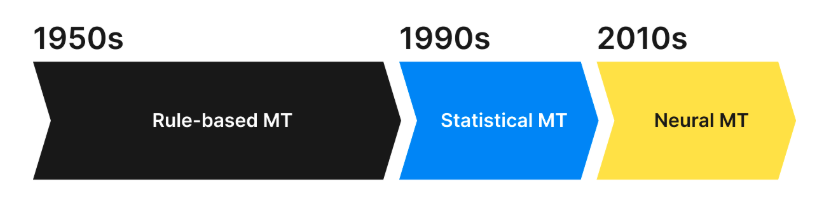 1950s
1990s
2010s
Rule-based MT
Statistical MT
Neural MT